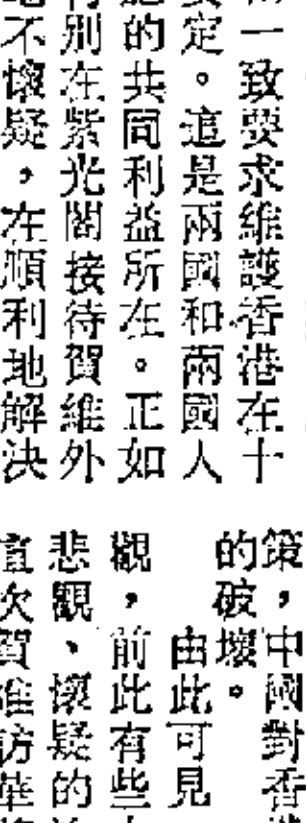 一致要求維護香港在十
定。這是兩國和兩國人
的共同利益所在。正如
別在紫光閣接待賀維外
不懷疑，在順利地解決
策，中國對香
的破壞。
由此可見
觀，前此有些
悲觀、懷疑的
次賀維訪華